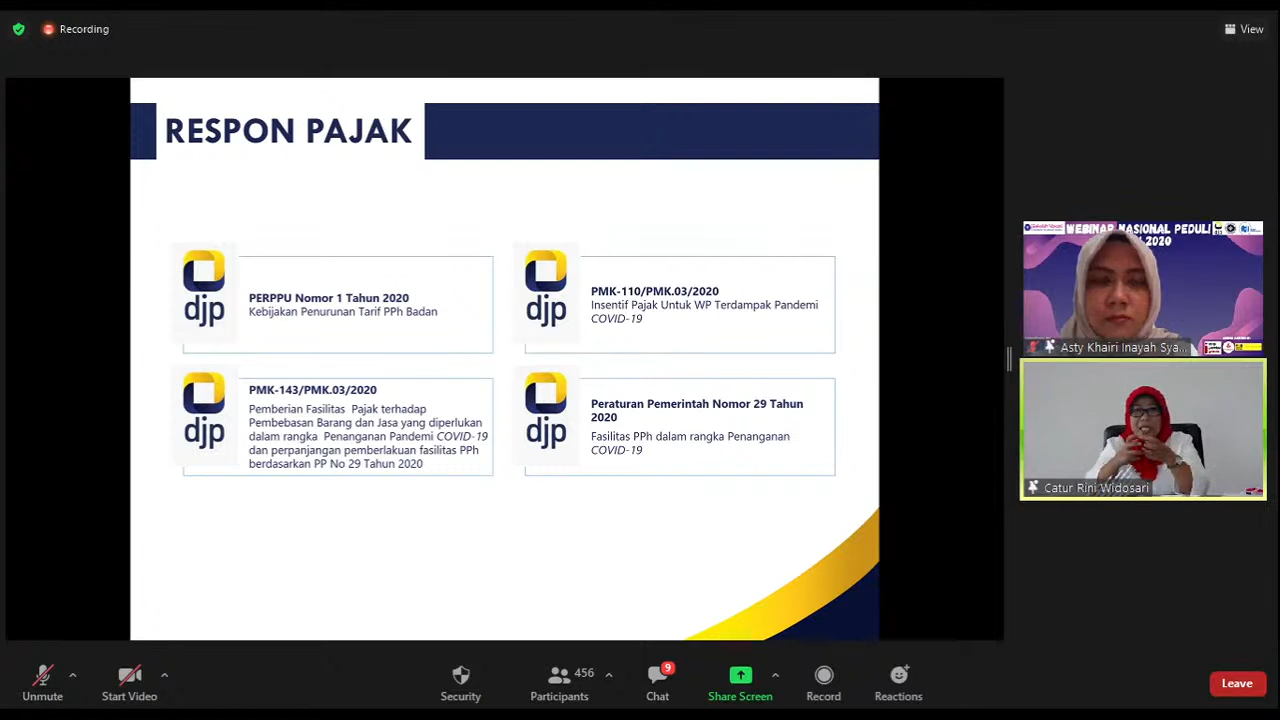 Recording
View
RESPON PAJAK
djp
PERPPU Nomor 1 Tahun 2020
Kebijakan Penurunan Tarif PPh Badan
djp
PMK-110/PMK.03/2020
Insentif Pajak Untuk WP Terdampak Pandemi
COVID-19
djp
PMK-143/PMK.03/2020
Pemberian Fasilitas Pajak terhadap
Pembebasan Barang dan Jasa yang diperlukan
dalam rangka Penanganan Pandemi COVID-19
dan perpanjangan pemberlakuan fasilitas PPh
berdasarkan PP No 29 Tahun 2020
djp
Peraturan Pemerintah Nomor 29 Tahun
2020
Fasilitas PPh dalam rangka Penanganan
COVID-19
WEBINAR NASIONAL PEDULI
2020
Asty Khairi Inayah Sya...
Catur Rini Widosari
Unmute
Start Video
Security
456
Participants
9
Chat
Share Screen
Record
Reactions
Leave